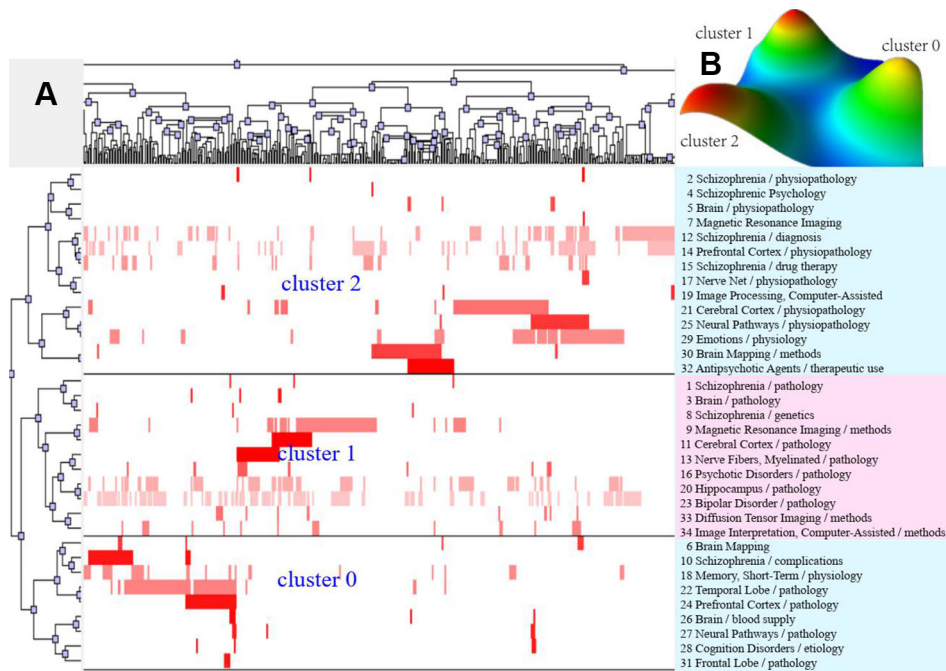 A
B
cluster 1
cluster 0
cluster 2
2 Schizophrenia / physiopathology
4 Schizophrenic Psychology
5 Brain / physiopathology
7 Magnetic Resonance Imaging
12 Schizophrenia / diagnosis
14 Prefrontal Cortex / physiopathology
15 Schizophrenia / drug therapy
17 Nerve Net / physiopathology
19 Image Processing, Computer-Assisted
21 Cerebral Cortex / physiopathology
25 Neural Pathways / physiopathology
29 Emotions / physiology
30 Brain Mapping / methods
32 Antipsychotic Agents / therapeutic use
cluster 2
1 Schizophrenia / pathology
3 Brain / pathology
8 Schizophrenia / genetics
9 Magnetic Resonance Imaging / methods
11 Cerebral Cortex / pathology
13 Nerve Fibers, Myelinated / pathology
16 Psychotic Disorders / pathology
20 Hippocampus / pathology
23 Bipolar Disorder / pathology
33 Diffusion Tensor Imaging / methods
34 Image Interpretation, Computer-Assisted / methods
cluster 1
6 Brain Mapping
10 Schizophrenia / complications
18 Memory, Short-Term / physiology
22 Temporal Lobe / pathology
24 Prefrontal Cortex / pathology
26 Brain / blood supply
27 Neural Pathways / pathology
28 Cognition Disorders / etiology
31 Frontal Lobe / pathology
cluster 0